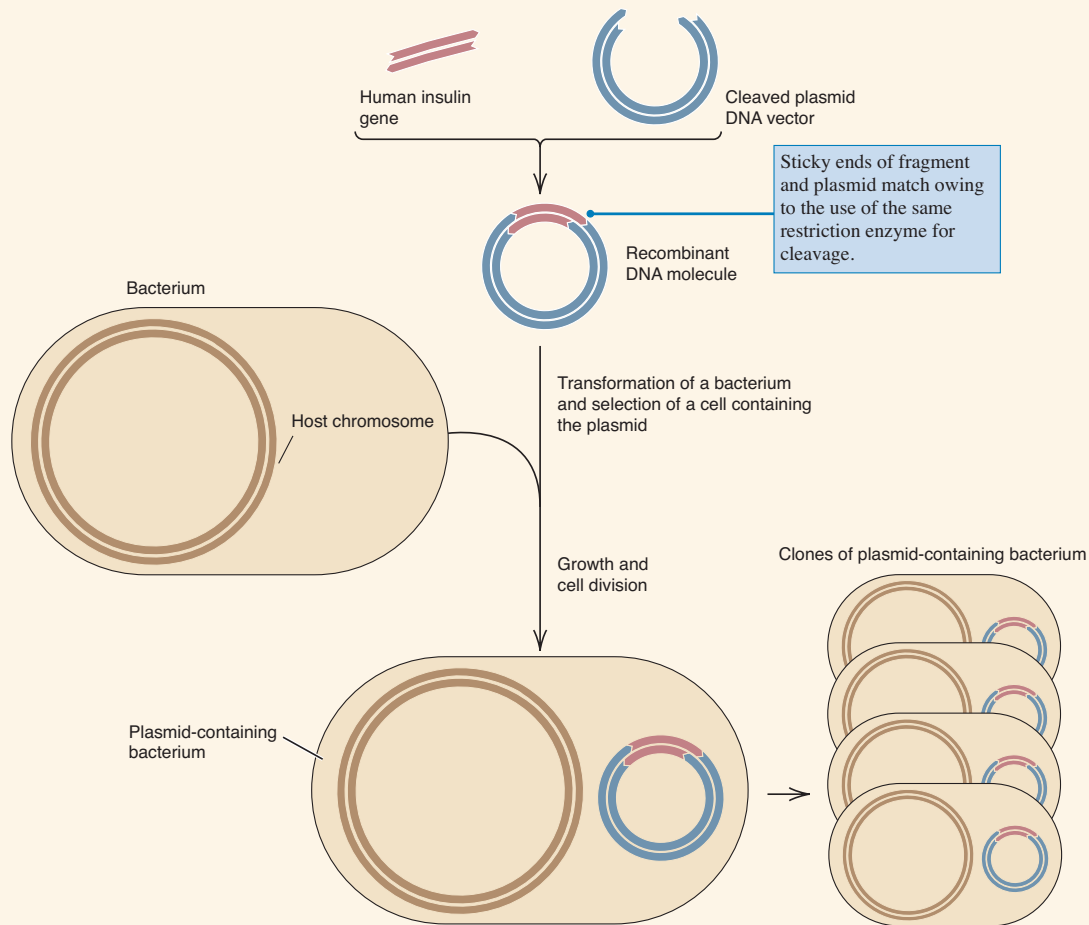 Human insulin
gene
Cleaved plasmid
DNA vector
Sticky ends of fragment
and plasmid match owing
to the use of the same
restriction enzyme for
cleavage.
Recombinant
DNA molecule
Bacterium
Host chromosome
Transformation of a bacterium
and selection of a cell containing
the plasmid
Growth and
cell division
Clones of plasmid-containing bacterium
Plasmid-containing
bacterium